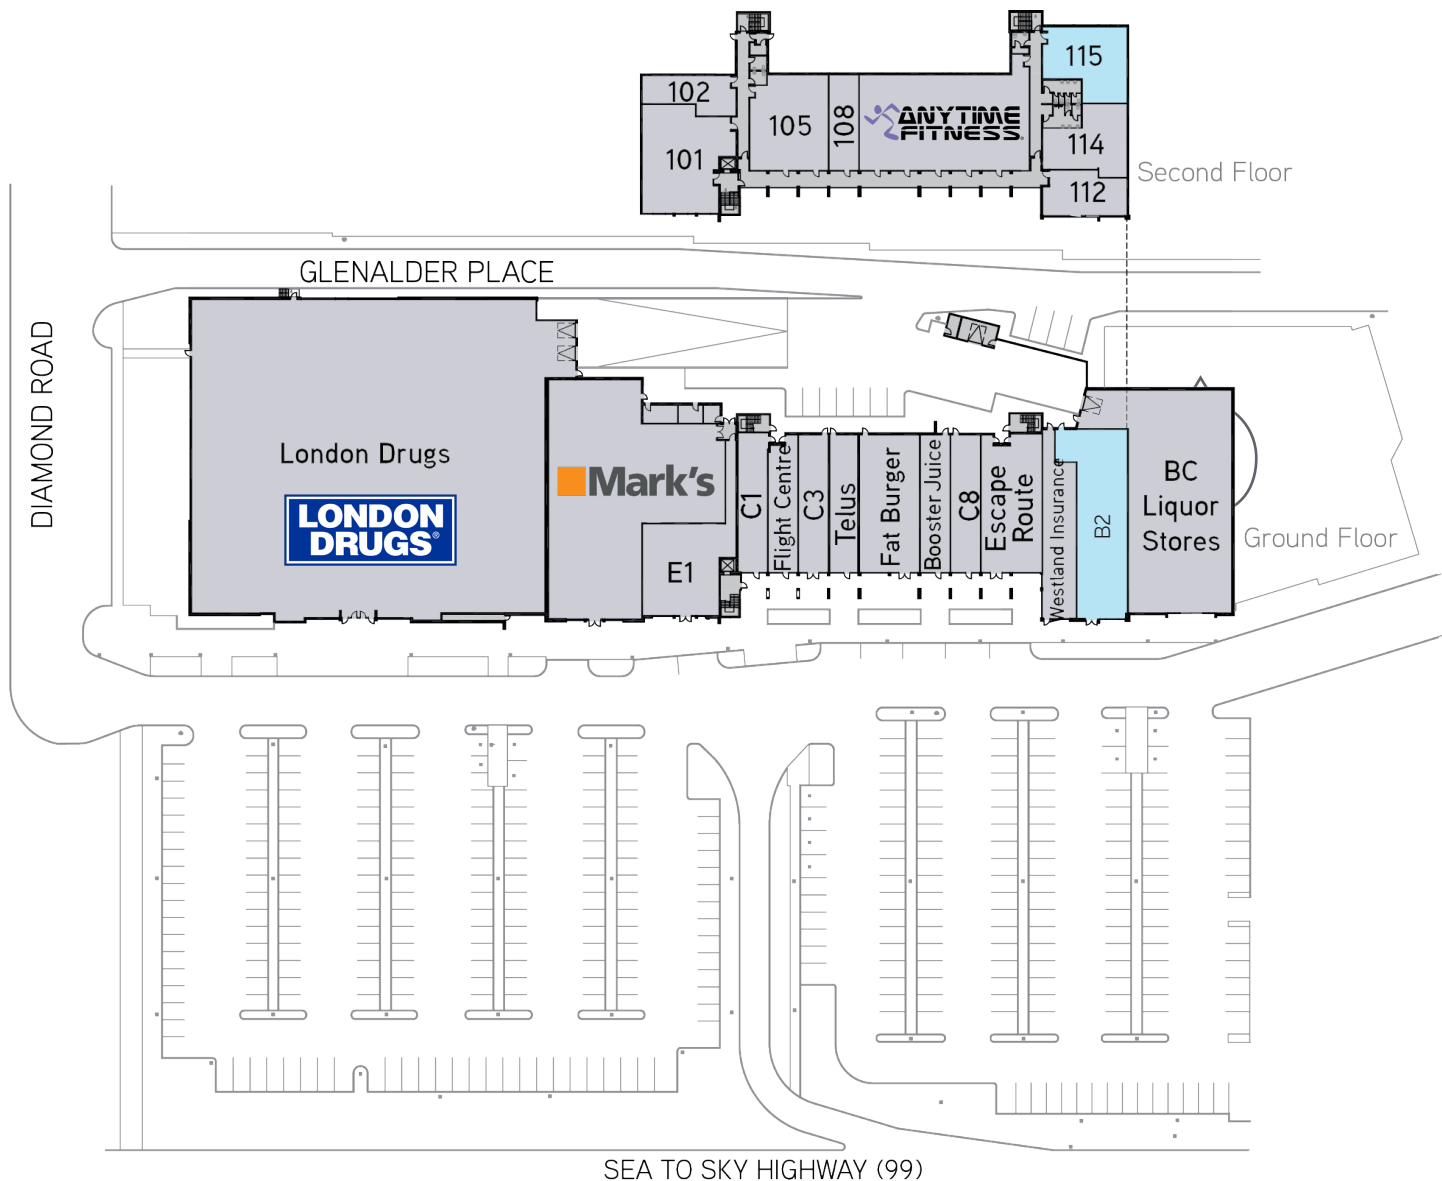 115
102
105
108
ANYTIME
FITNESS®
101
114
112
Second Floor
GLENALDER PLACE
DIAMOND ROAD
London Drugs
LONDON
DRUGS®
Mark's
E1
C1
Flight Centre
C3
Telus
Fat Burger
Booster Juice
C8
Escape
Route
Westland Insurance
B2
BC
Liquor
Stores
Ground Floor
SEA TO SKY HIGHWAY (99)